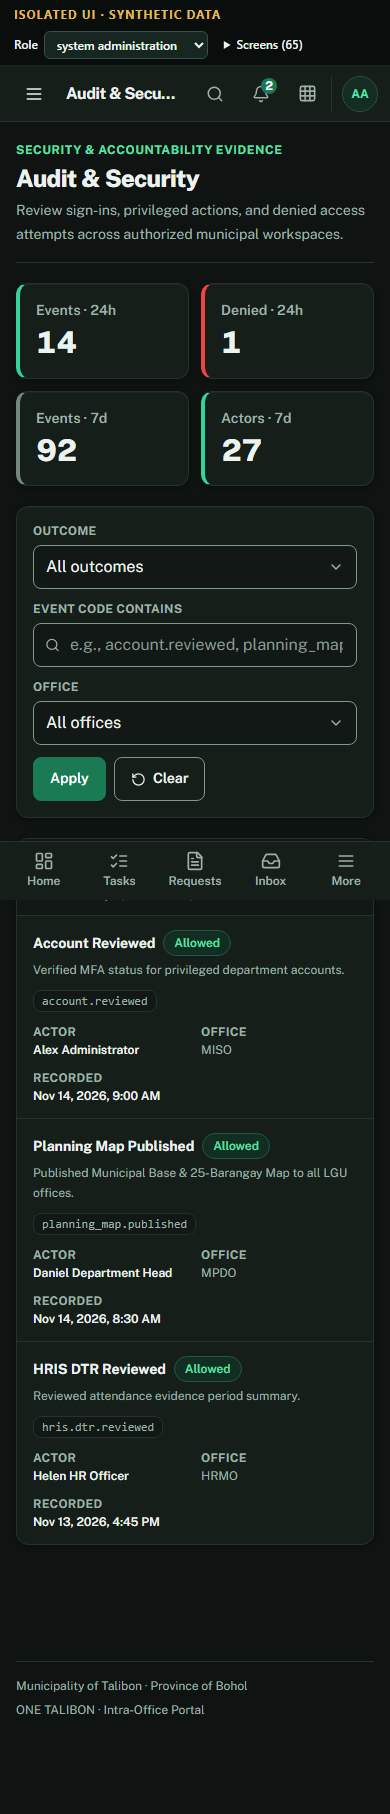 ISOLATED UI · SYNTHETIC DATA
Role system administration Screens (65)
Audit & Secu... 2 AA
SECURITY & ACCOUNTABILITY EVIDENCE
Audit & Security
Review sign-ins, privileged actions, and denied access
attempts across authorized municipal workspaces.
Events · 24h Denied · 1
14 1
Events · 7d Actors · 7d
92 27
OUTCOME
All outcomes
EVENT CODE CONTAINS
e.g., account.reviewed, planning_map
OFFICE
All offices
Apply Clear
Home Tasks Requests Inbox More
Account Reviewed Allowed
Verified MFA status for privileged department accounts.
account.reviewed
ACTOR OFFICE
Alex Administrator MISO
RECORDED
Nov 14, 2026, 9:00 AM
Planning Map Published Allowed
Published Municipal Base & 25-Barangay Map to all LGU
offices.
planning_map.published
ACTOR OFFICE
Daniel Department Head MPDO
RECORDED
Nov 14, 2026, 8:30 AM
HRIS DTR Reviewed Allowed
Reviewed attendance evidence period summary.
hris.dtr.reviewed
ACTOR OFFICE
Helen HR Officer HRMO
RECORDED
Nov 13, 2026, 4:45 PM
Municipality of Talibon · Province of Bohol
ONE TALIBON · Intra-Office Portal